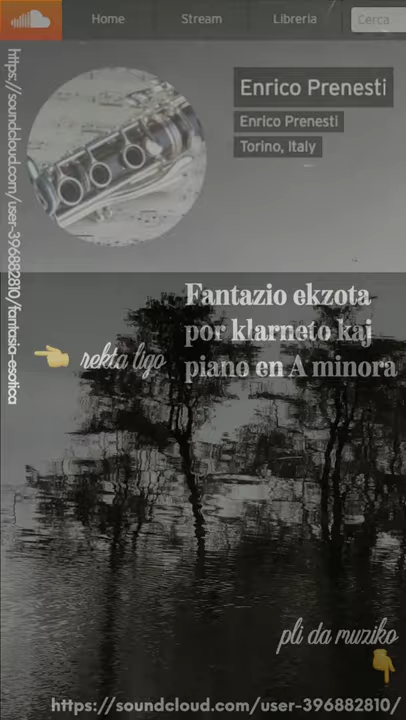 Home Stream Libreria Cerca
Enrico Prenesti
Enrico Prenesti
Torino, Italy
https://soundcloud.com/user-396882810/fantasia-esotica
Fantazio ekzota
por klarneto kaj
piano en A minora
rekta ligo
pli da muziko
https://soundcloud.com/user-396882810/